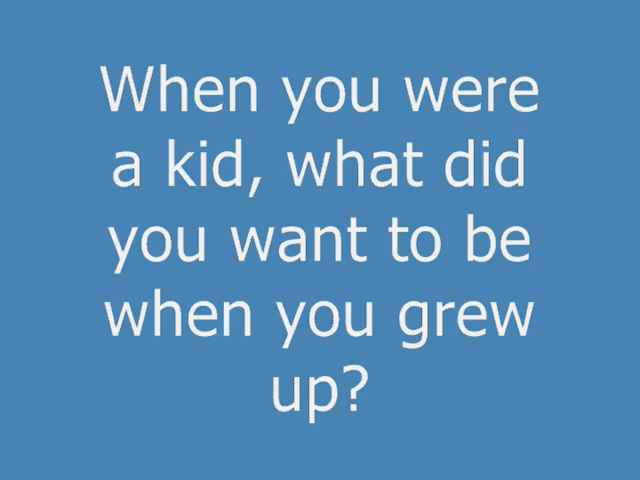 When you were
a kid, what did
you want to be
when you grew
up?